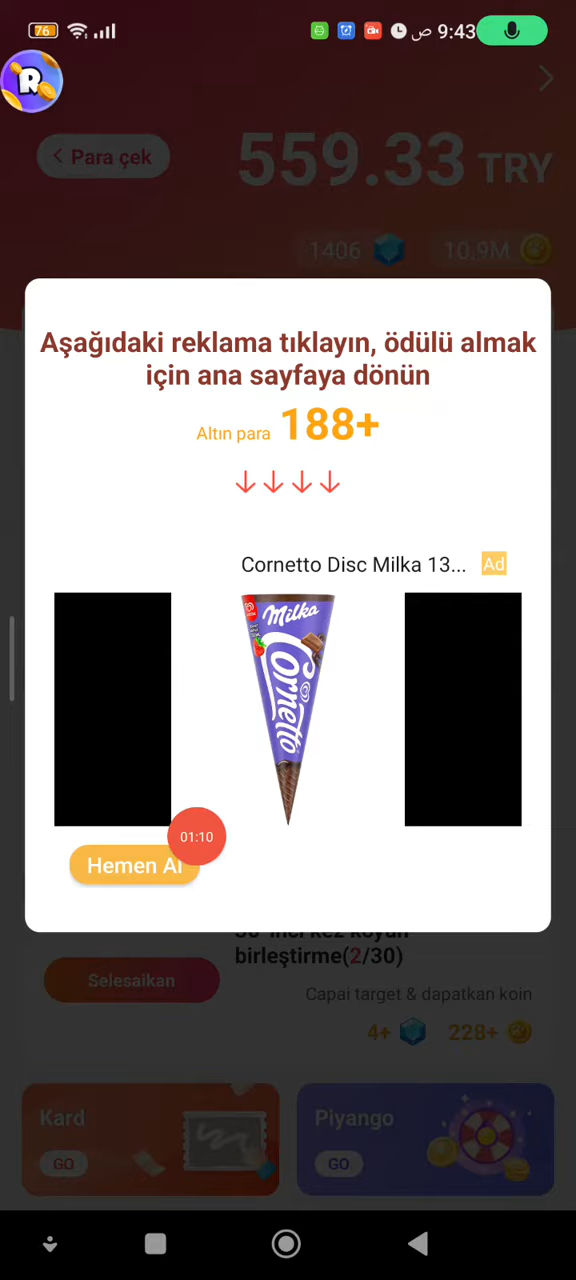 76
ص 9:43
R
Para çek
559.33 TRY
1406
10.9M
Aşağıdaki reklama tıklayın, ödülü almak
için ana sayfaya dönün
Altın para 188+
Cornetto Disc Milka 13...
Ad
Milka
Cornetto
01:10
Hemen Al
birleştirme(2/30)
Selesaikan
Capai target & dapatkan koin
4+
228+
Kard
GO
Piyango
GO